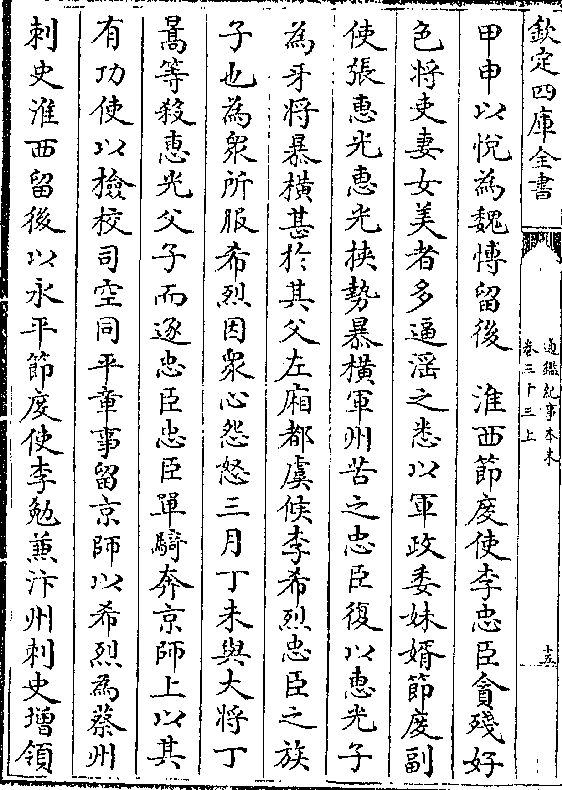 欽定四庫全書
通鑑紀事本末
卷三十三上
十五
甲申以悅為魏愽留後　淮西節度使李忠臣貪殘好
色將吏妻女美者多逼淫之悉以軍政委妹婿節度副
使張惠光惠光挾勢暴橫軍州苦之忠臣復以惠光子
為牙將暴橫甚於其父左廂都虞候李希烈忠臣之族
子也為衆所服希烈因衆心怨怒三月丁未與大將丁
暠等殺惠光父子而逐忠臣忠臣單騎奔京師上以其
有功使以檢校司空同平章事留京師以希烈為蔡州
刺史淮西留後以永平節度使李勉兼汴州刺史增領